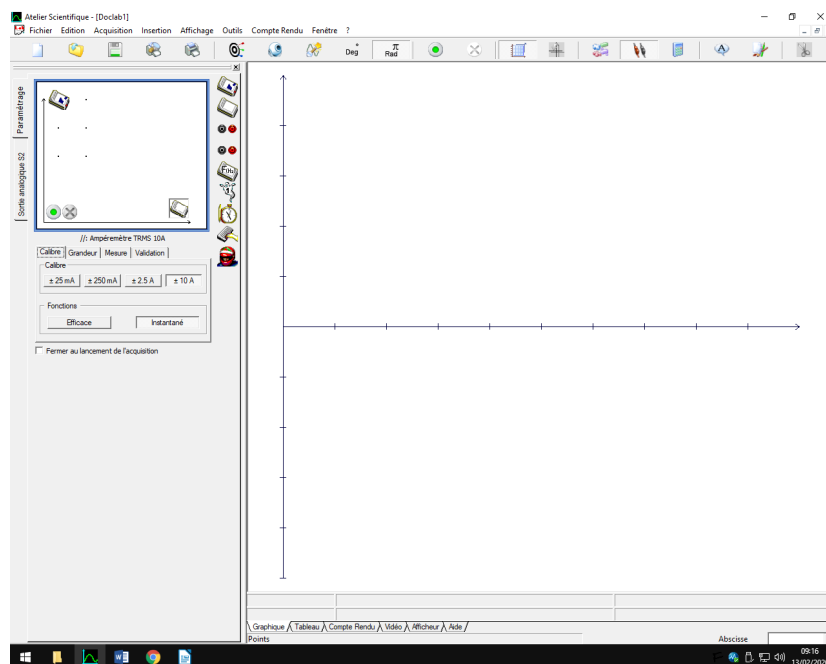 Atelier Scientifique - [Doclab1]
Fichier Edition Acquisition Insertion Affichage Outils Compte Rendu Fenêtre ?
Deg
π
Rad
Paramétrage
Sortie analogique S2
//: Ampéremètre TRMS 10A
Calibre Grandeur Mesure Validation
Calibre
± 25 mA ± 250 mA ± 2.5 A ± 10 A
Fonctions
Efficace Instantané
Fermer au lancement de l'acquisition
Graphique Tableau Compte Rendu Vidéo Afficheur Aide
Points Abscisse
09:16